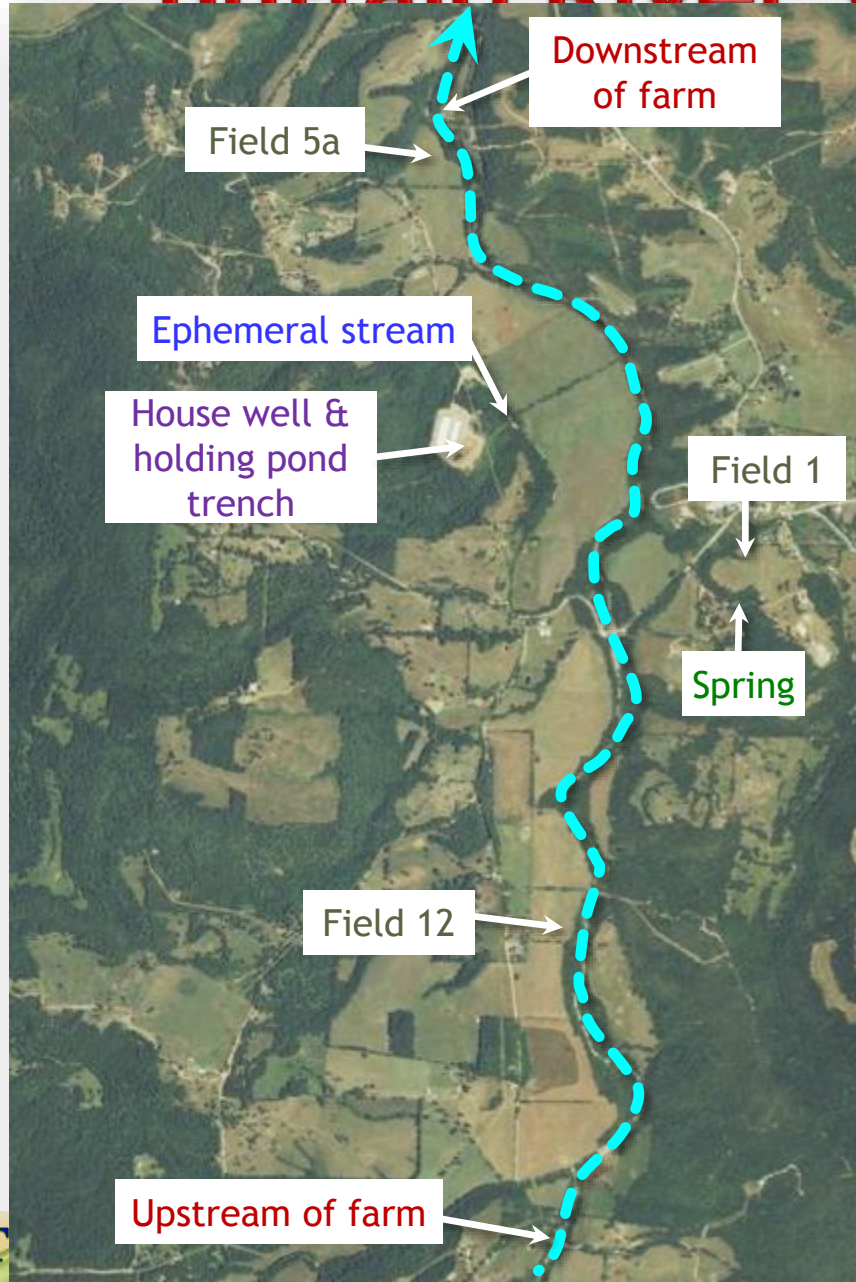 Downstream
of farm
Field 5a
Ephemeral stream
House well &
holding pond
trench
Field 1
Spring
Field 12
Upstream of farm